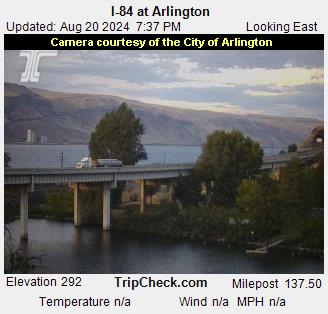 I-84 at Arlington
Updated: Aug 20 2024 7:37 PM Looking East
Camera courtesy of the City of Arlington
Elevation 292 TripCheck.com Milepost 137.50
Temperature n/a Wind n/a MPH n/a